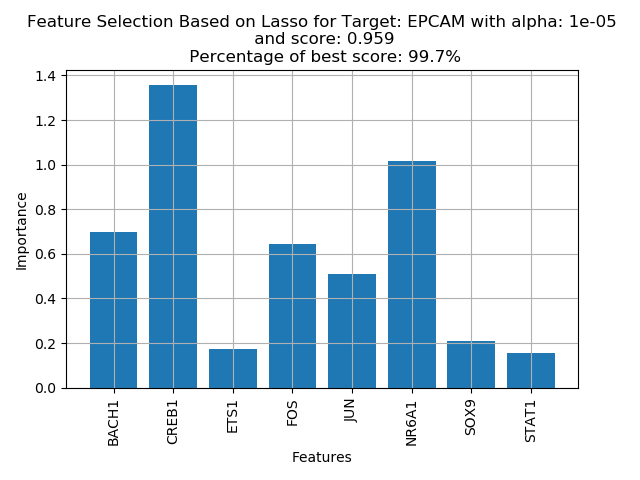 Feature Selection Based on Lasso for Target: EPCAM with alpha: 1e-05
and score: 0.959
Percentage of best score: 99.7%
1.4
1.2
1.0
0.8
0.6
0.4
0.2
0.0
Importance
BACH1
CREB1
ETS1
FOS
JUN
NR6A1
SOX9
STAT1
Features